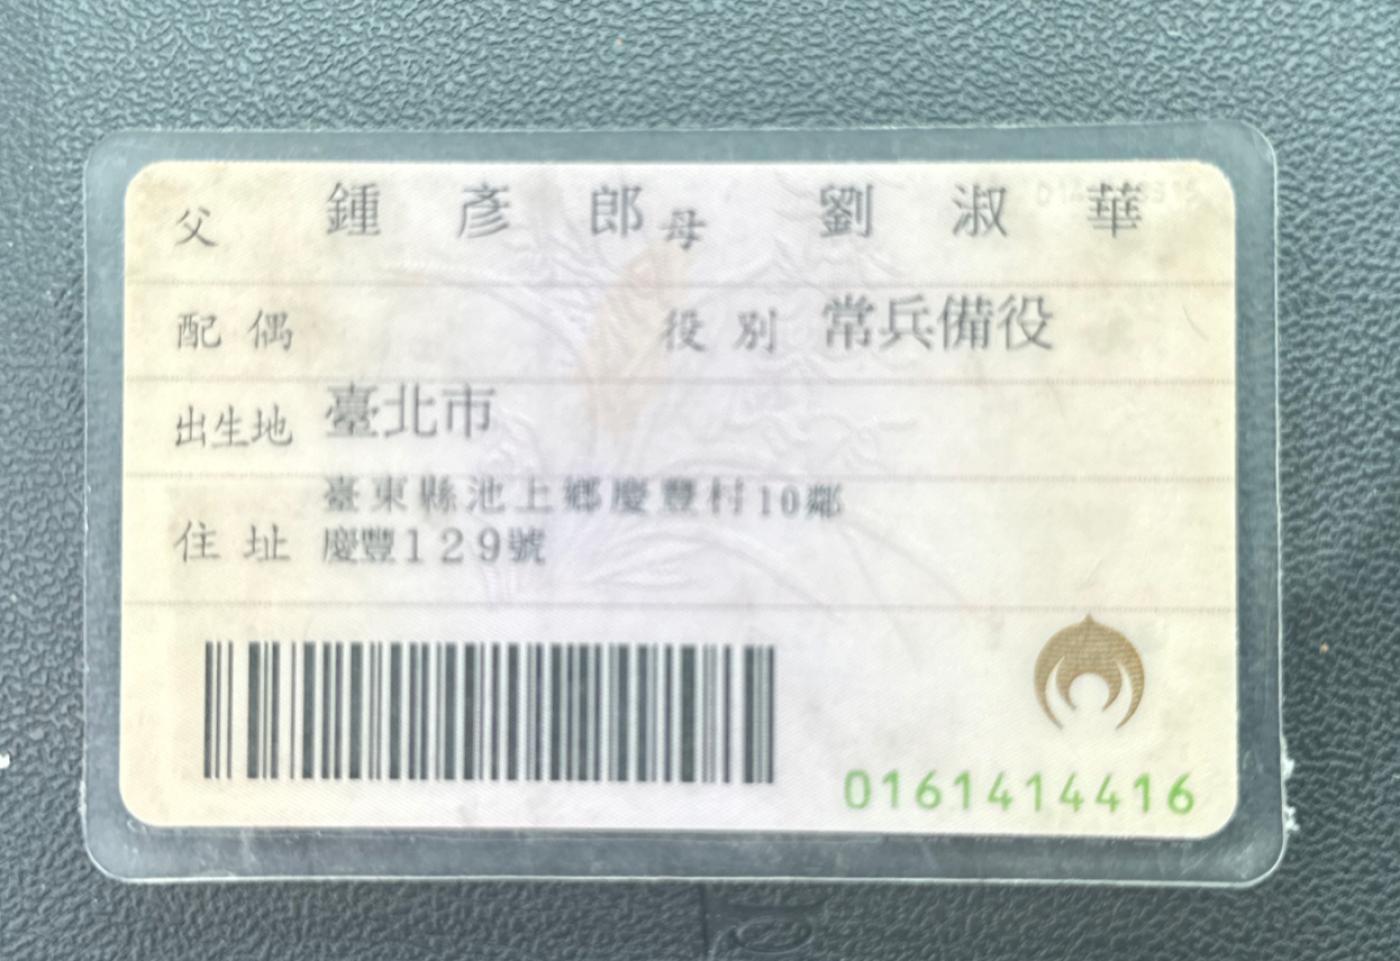 父 鍾彥郎 母 劉淑華
配偶 役別 常兵備役
出生地 臺北市
住址 臺東縣池上鄉慶豐村10鄰
慶豐129號
0161414416